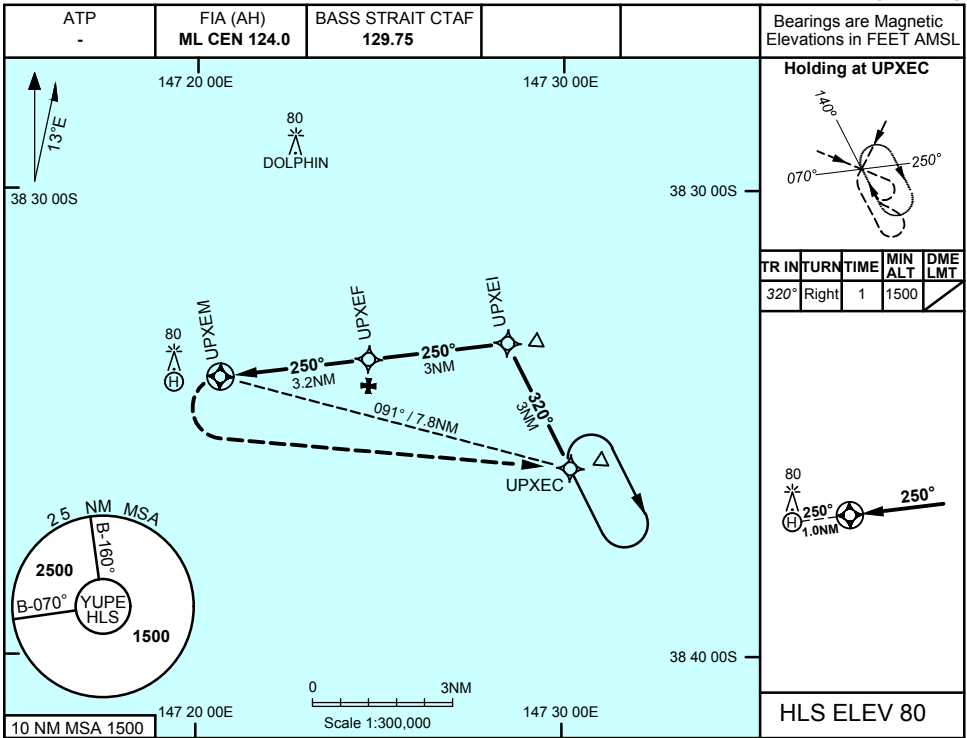 ATP
-
FIA (AH)
ML CEN 124.0
BASS STRAIT CTAF
129.75
Bearings are Magnetic
Elevations in FEET AMSL
147 20 00E
147 30 00E
13°E
80
DOLPHIN
38 30 00S
38 30 00S
Holding at UPXEC
140°
250°
070°
TR IN TURN TIME MIN ALT DME LMT
320° Right 1 1500
80
H
UPXEM
UPXEF
UPXEI
250°
3.2NM
250°
3NM
320°
3NM
091° / 7.8NM
UPXEC
80
H
250°
1.0NM
250°
25 NM MSA
B-160°
2500
B-070°
YUPE
HLS
1500
38 40 00S
0 3NM
Scale 1:300,000
147 20 00E
147 30 00E
10 NM MSA 1500
HLS ELEV 80